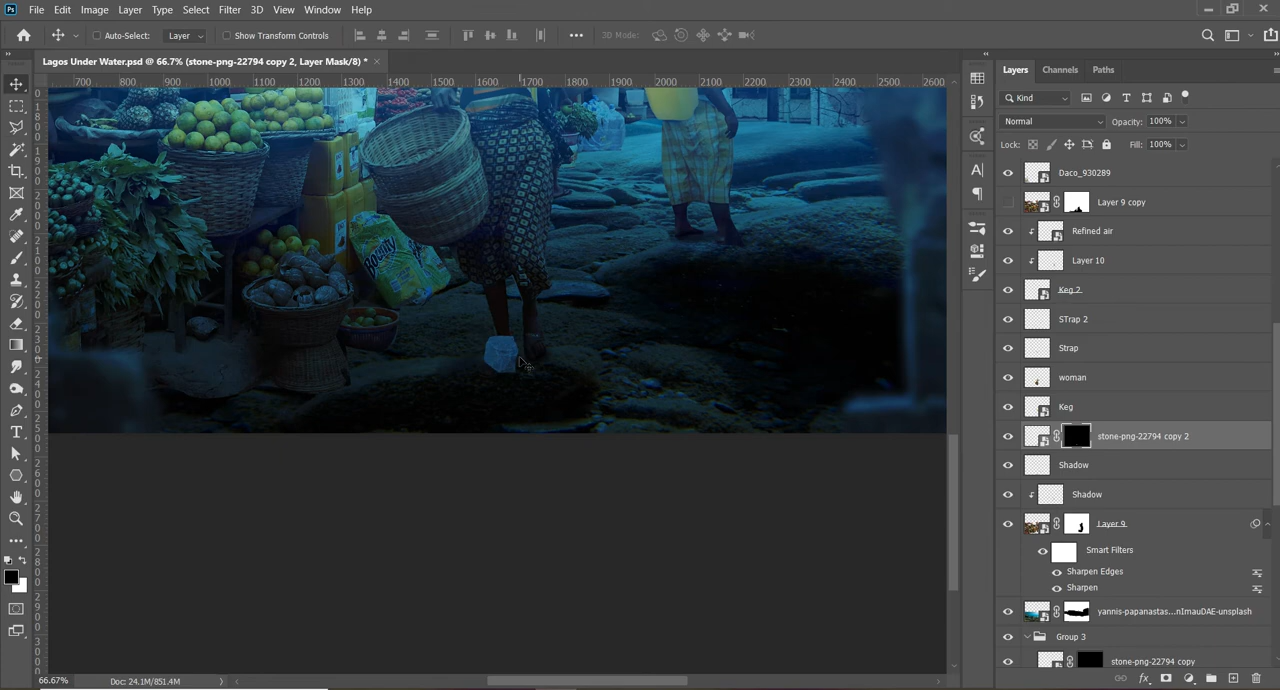 Ps File Edit Image Layer Type Select Filter 3D View Window Help
Auto-Select: Layer Show Transform Controls 3D Mode:
Lagos Under Water.psd @ 66.7% (stone-png-22794 copy 2, Layer Mask/8) *
700 800 900 1000 1100 1200 1300 1400 1500 1600 1700 1800 1900 2000 2100 2200 2300 2400 2500 2600
Layers Channels Paths
Kind
Normal Opacity: 100%
Lock: Fill: 100%
Daco_930289
Layer 9 copy
Refined air
Layer 10
Keg 2
STrap 2
Strap
woman
Keg
stone-png-22794 copy 2
Shadow
Shadow
Layer 9
Smart Filters
Sharpen Edges
Sharpen
yannis-papanastas...nImauDAE-unsplash
Group 3
stone-png-22794 copy
Bounty
66.67% Doc: 24.1M/851.4M